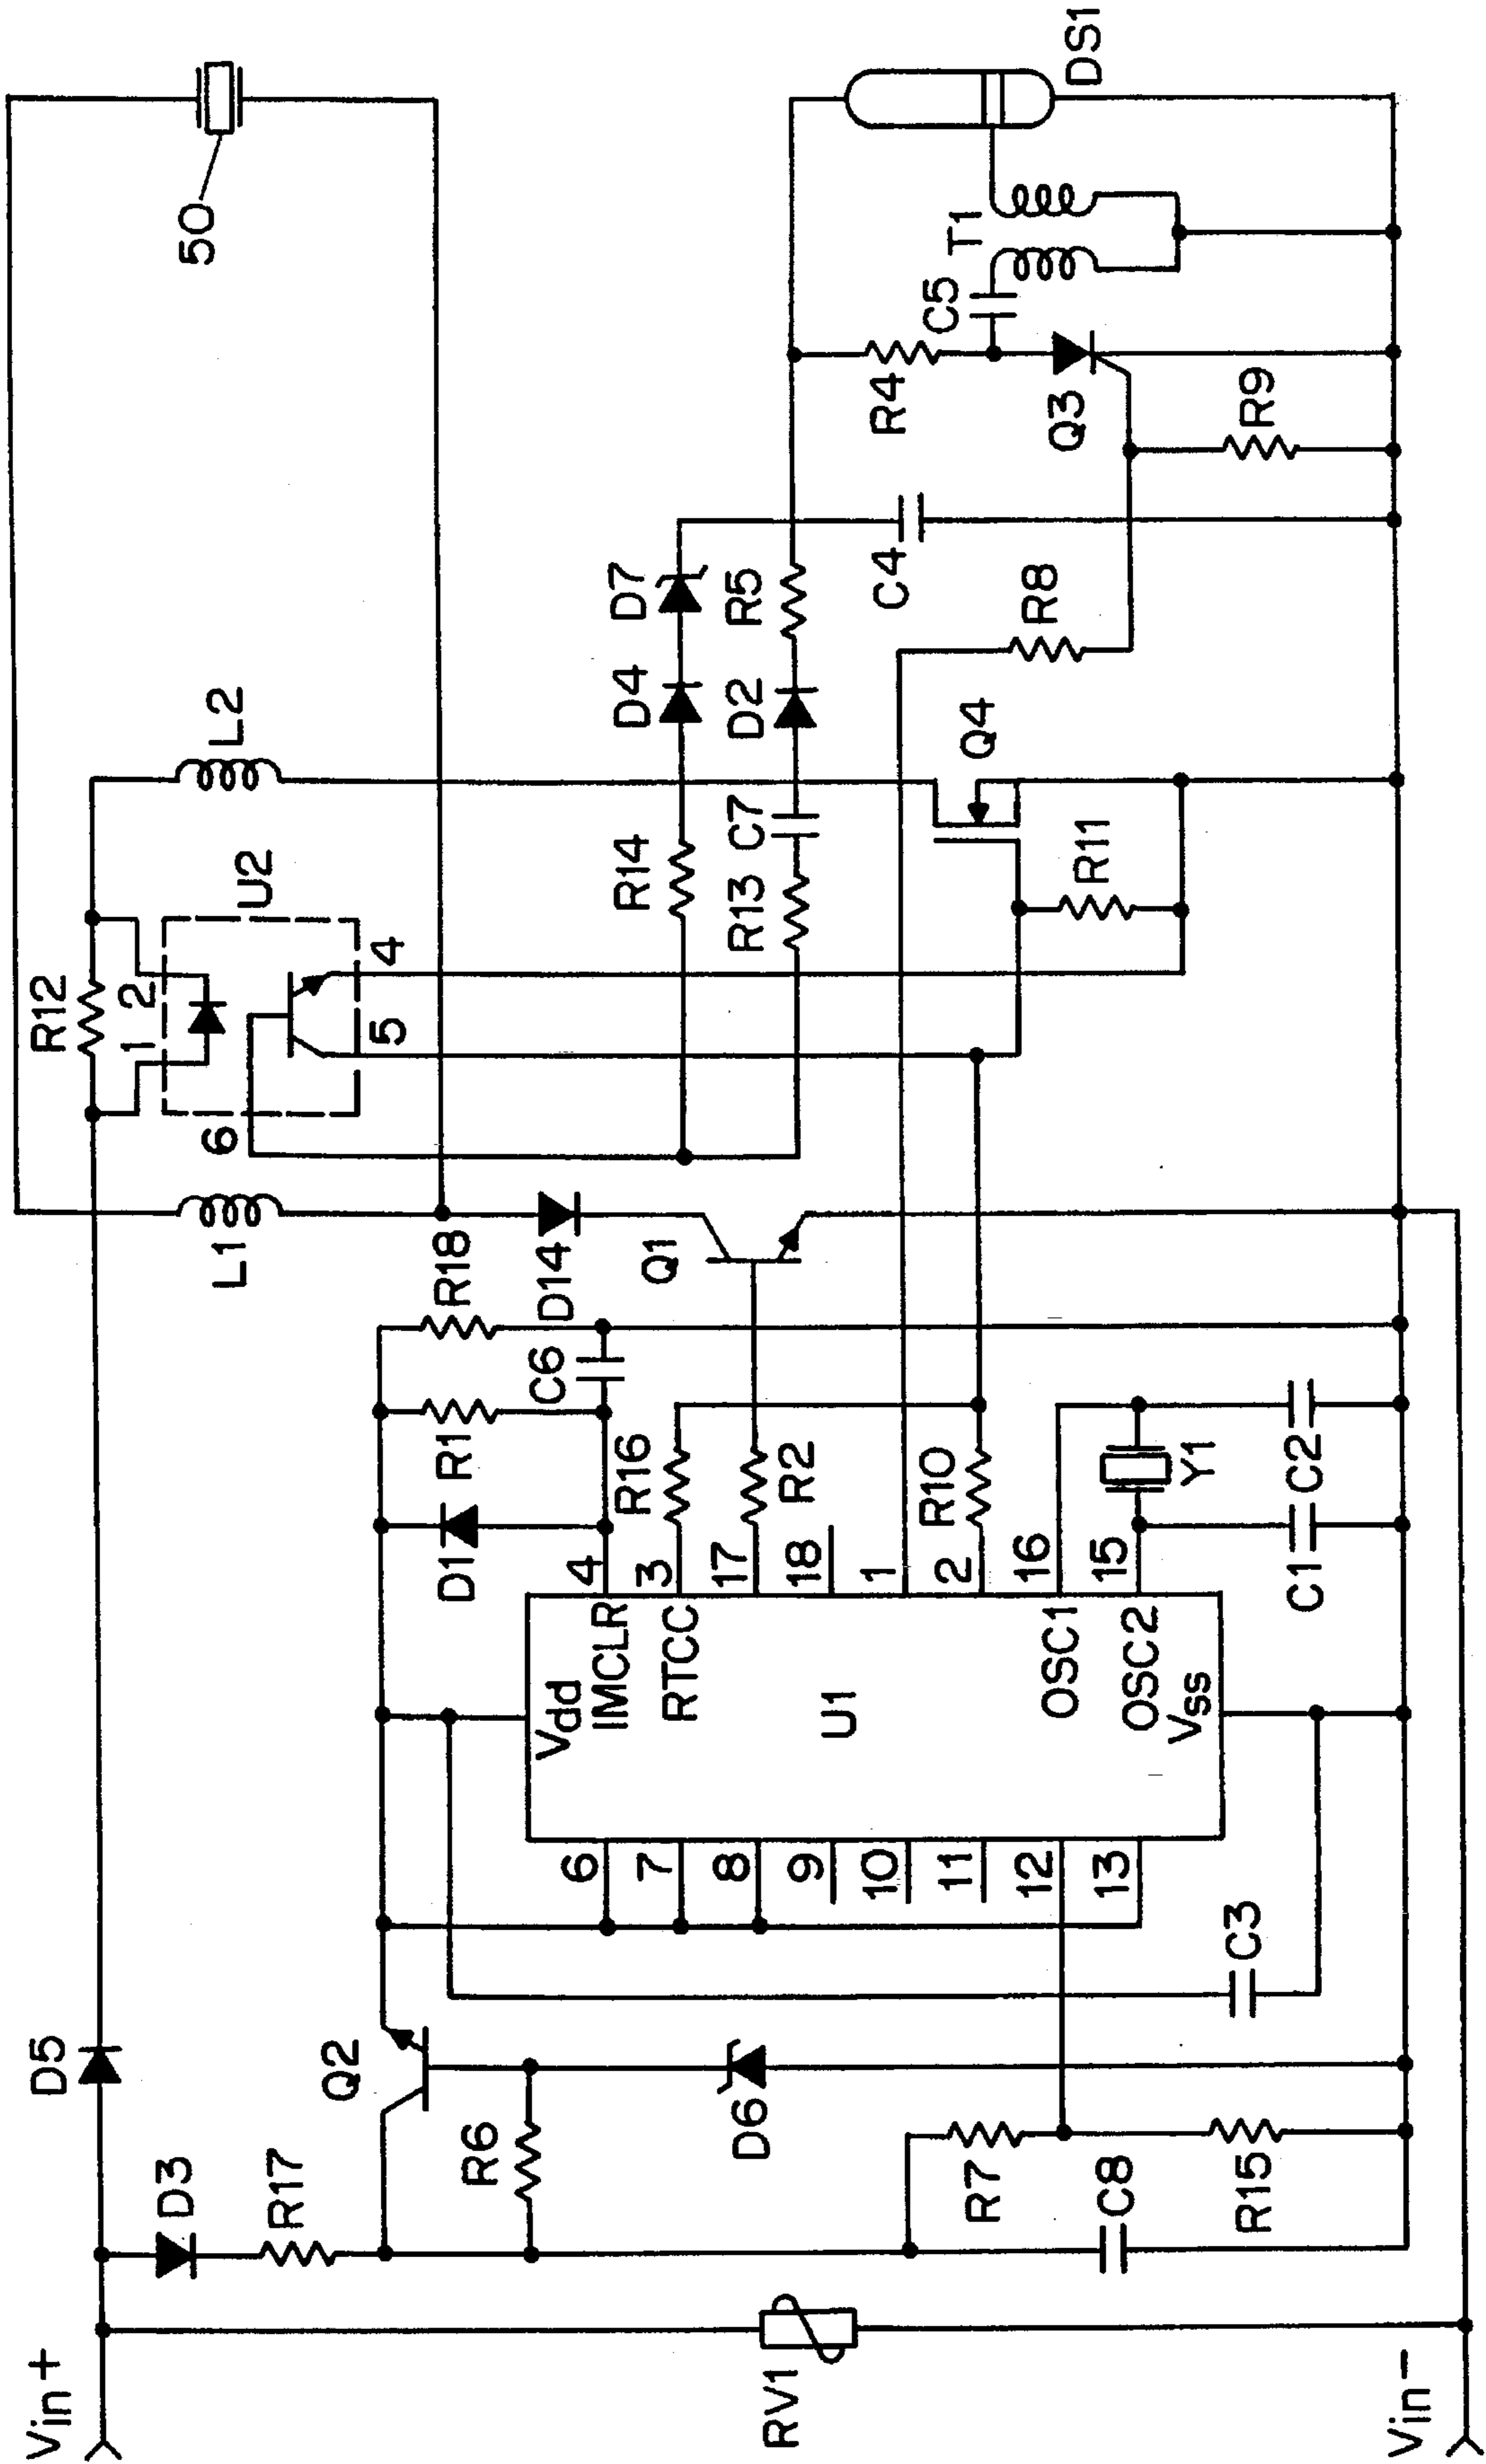 Vin+
Vin-
RV1
D3
R17
D5
Q2
R6
D6
R7
C8
R15
C3
U1
Vdd
IMCLR
RTCC
OSC1
OSC2
Vss
6
7
8
9
10
11
12
13
4
3
17
18
1
2
16
15
D1
R1
R18
C6
R16
R2
R10
Y1
C1
C2
L1
D14
Q1
R12
1
2
U2
6
5
4
L2
R14
D4
D7
R13
C7
D2
R5
R11
Q4
R8
C4
R9
R4
Q3
C5
T1
DS1
50